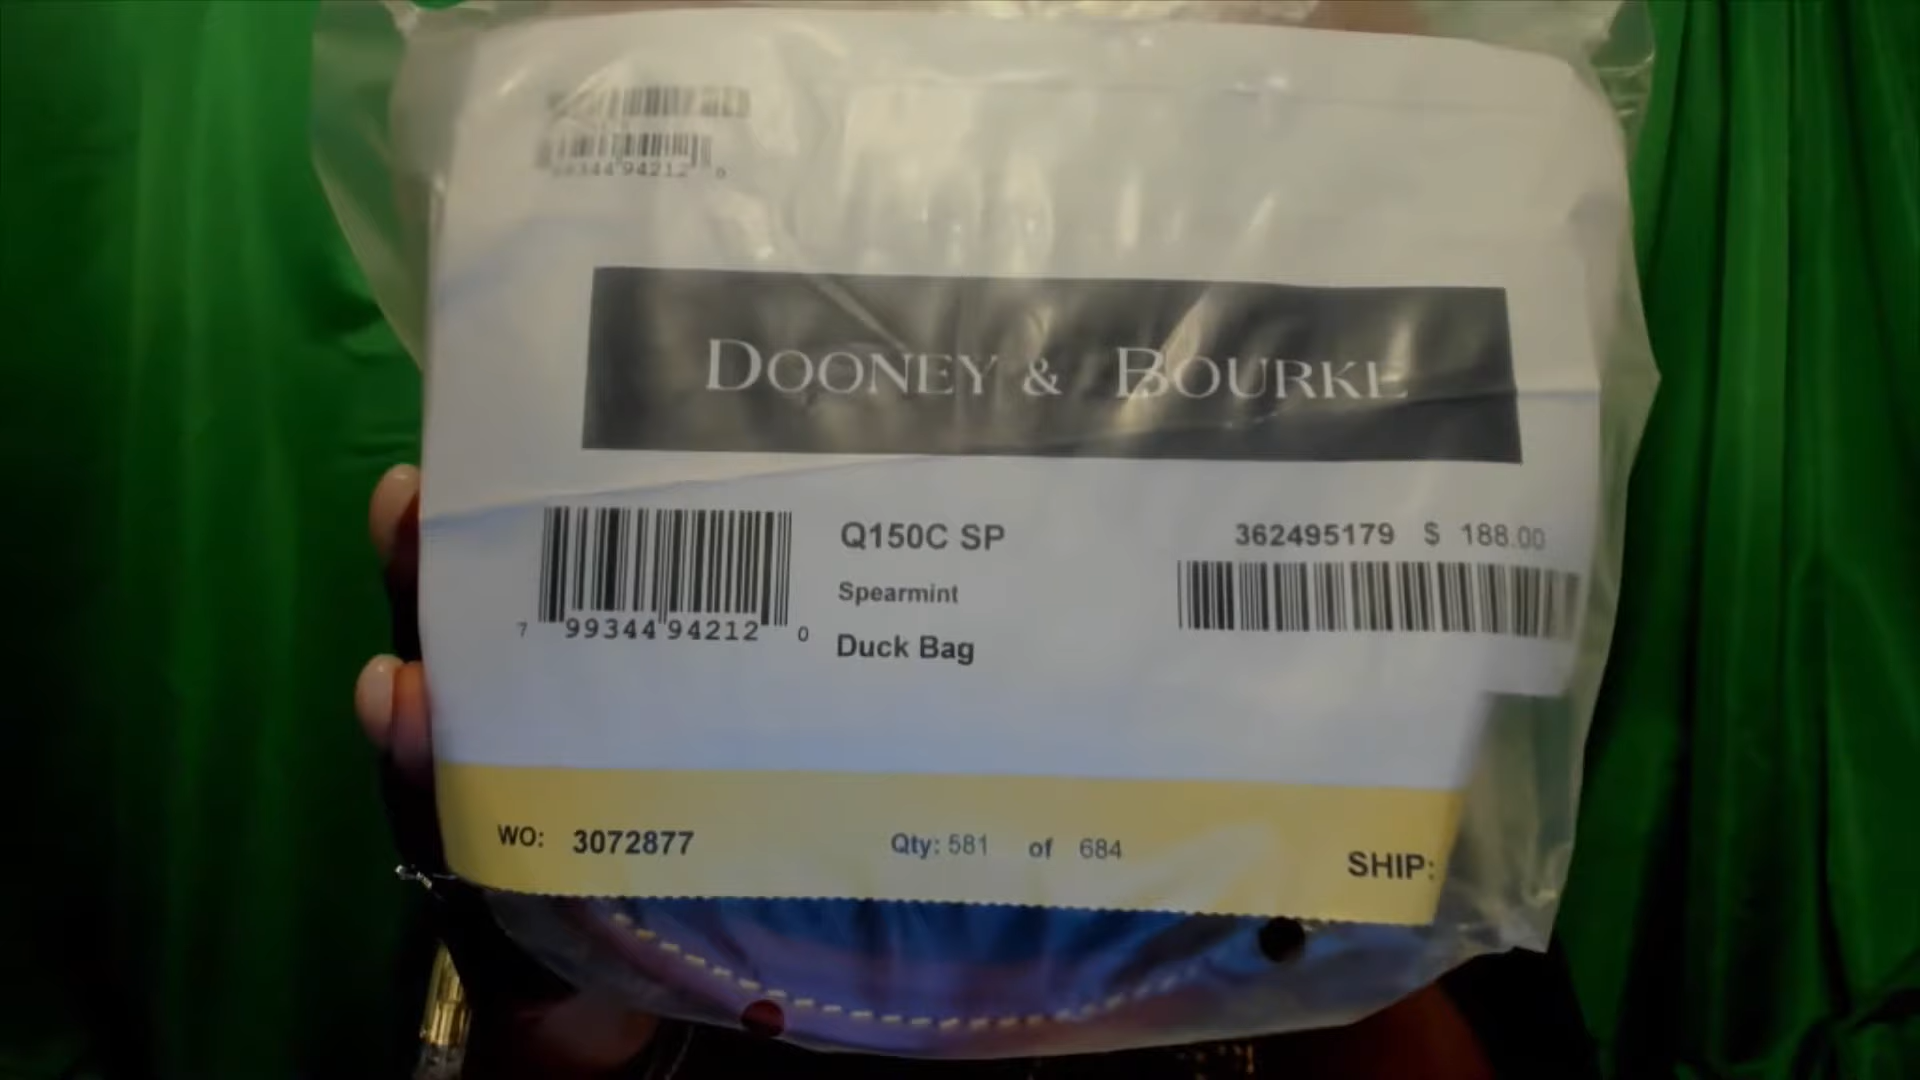 DOONEY & BOURKE
Q150C SP
362495179 $ 188.00
Spearmint
7 99344 94212 0
Duck Bag
WO: 3072877
Qty: 581 of 684
SHIP: